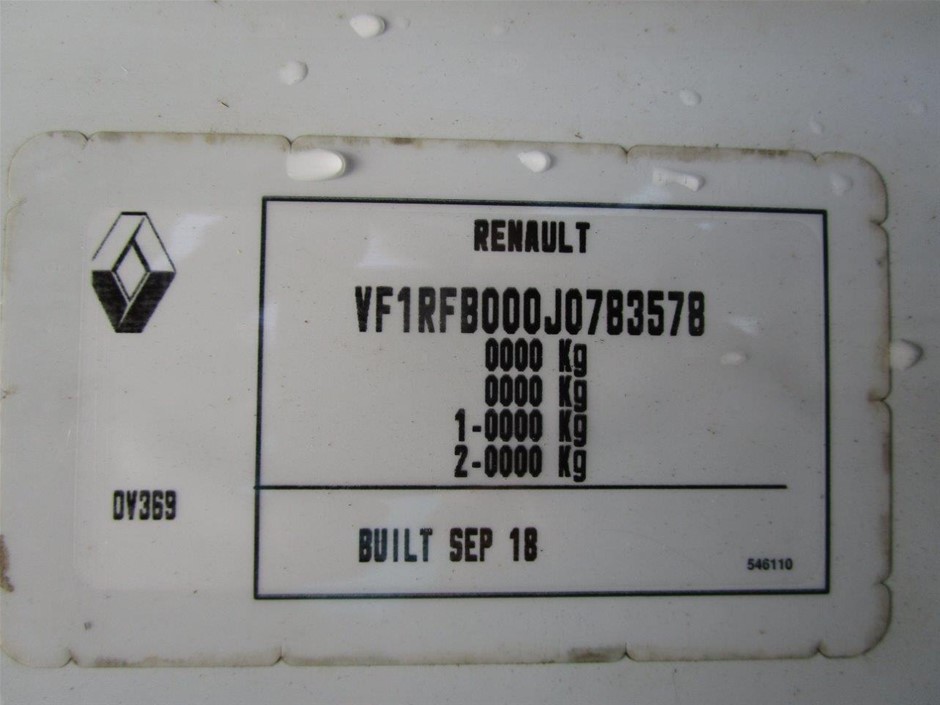 RENAULT
VF1RFB000J0783578
0000 Kg
0000 Kg
1-0000 Kg
2-0000 Kg
DV369
BUILT SEP 18
546110